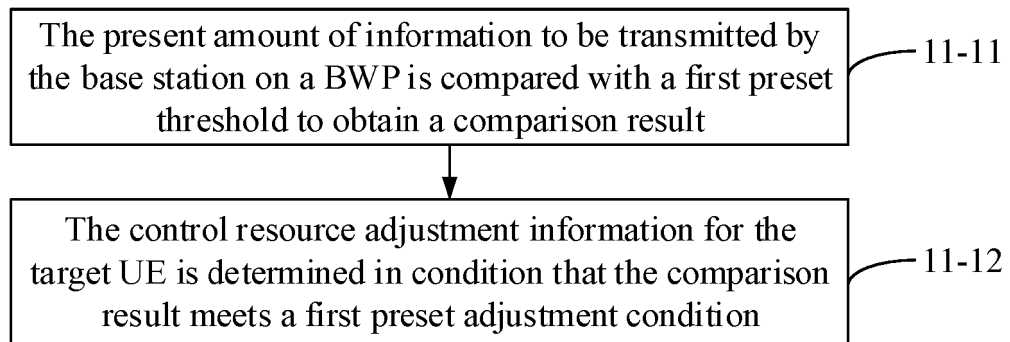 The present amount of information to be transmitted by
the base station on a BWP is compared with a first preset
threshold to obtain a comparison result
11-11
The control resource adjustment information for the
target UE is determined in condition that the comparison
result meets a first preset adjustment condition
11-12